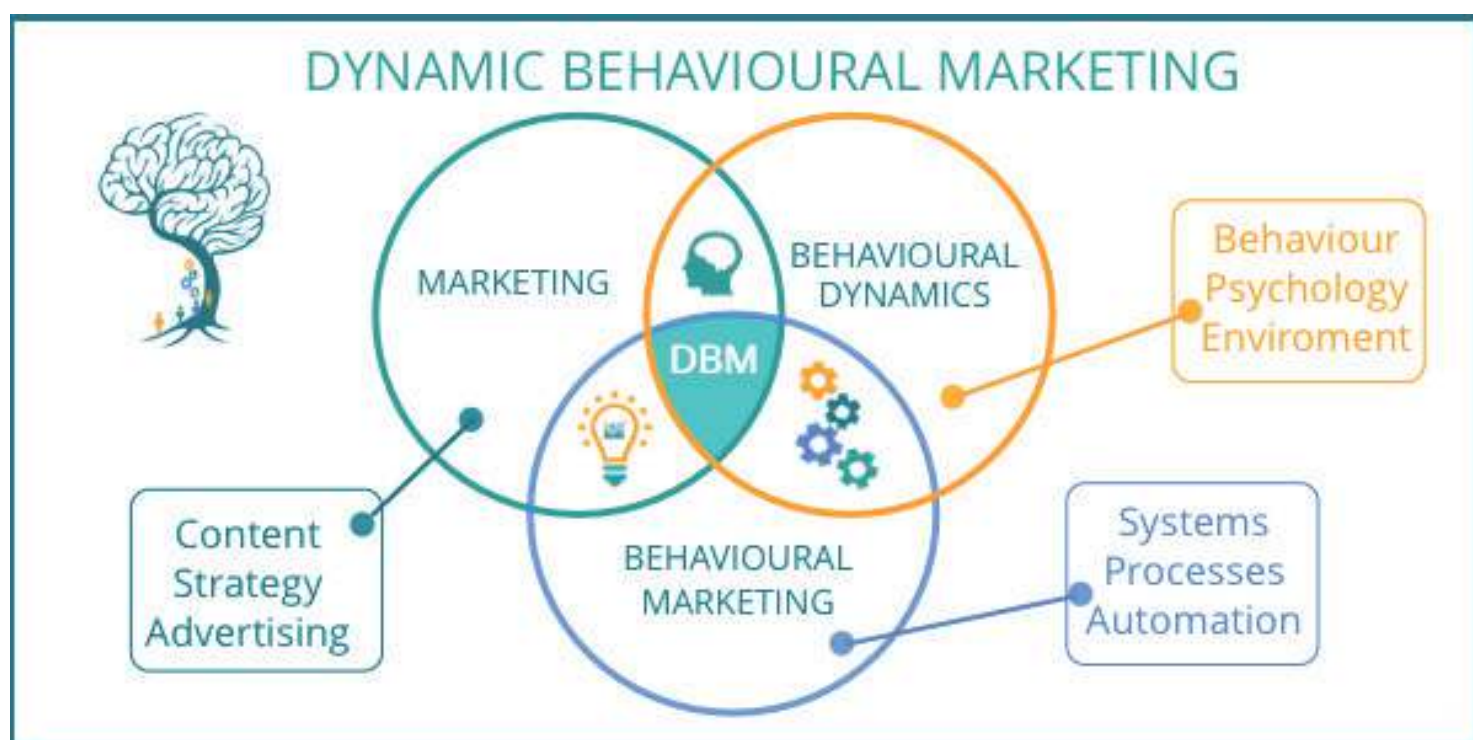 DYNAMIC BEHAVIOURAL MARKETING
MARKETING
BEHAVIOURAL
DYNAMICS
Behaviour
Psychology
Enviroment
DBM
Content
Strategy
Advertising
BEHAVIOURAL
MARKETING
Systems
Processes
Automation